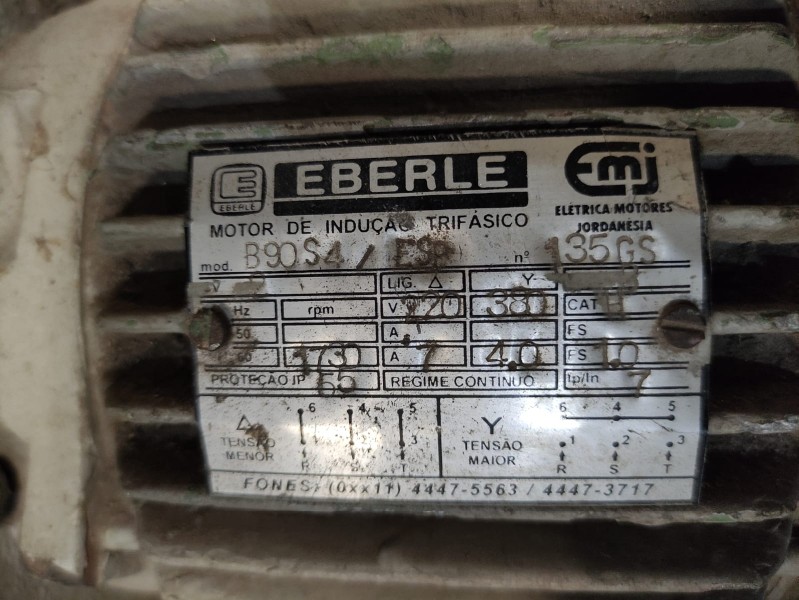 E EBERLE EMJ
EBERLE
ELÉTRICA MOTORES
MOTOR DE INDUÇÃO TRIFÁSICO JORDANÉSIA
mod. B90S4 / nº 135GS
LIG. Δ Y
Hz rpm V 220 380 CAT
50 A FS
60 1730 A 7 4.0 FS 1.0
PROTEÇÃO IP 55 REGIME CONTINUO Ip/In 7
6 4 5 6 4 5
Δ Y
TENSÃO MENOR 3 TENSÃO MAIOR 1 2 3
R S T R S T
FONES: (0xx11) 4447-5563 / 4447-3717